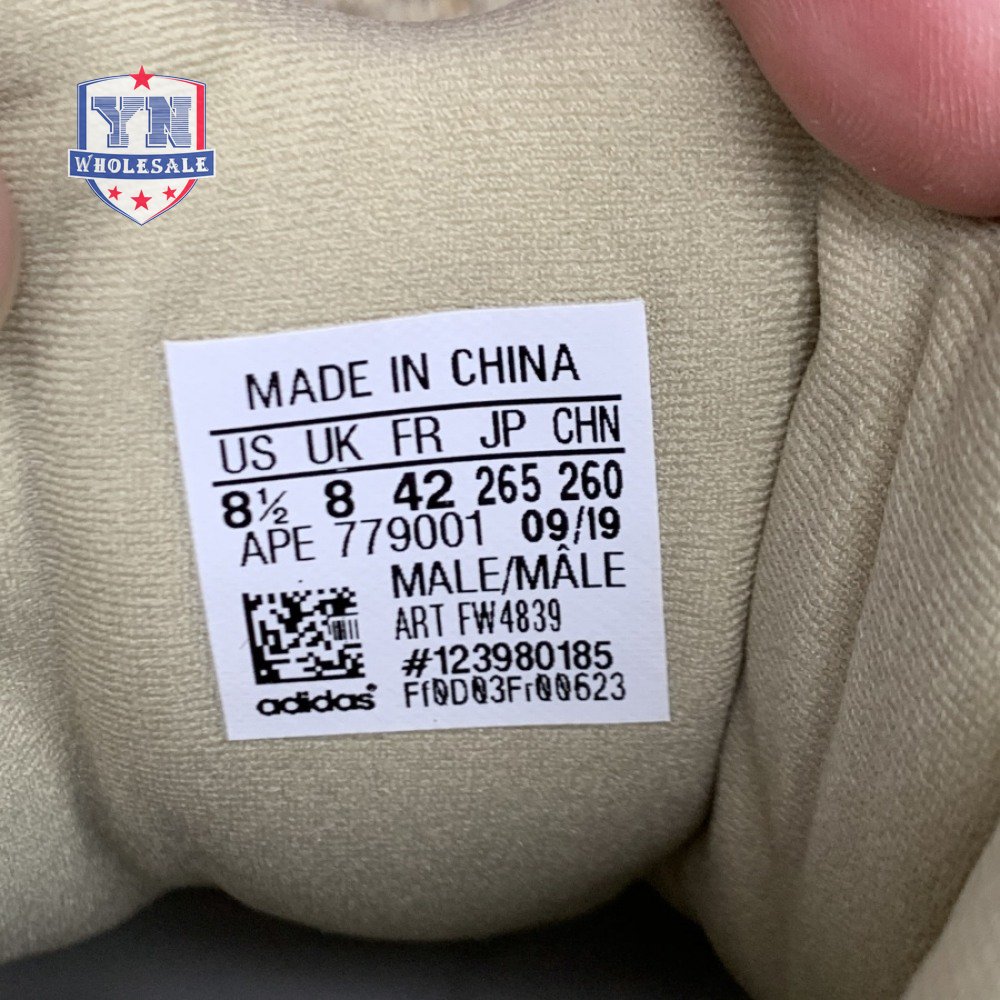 YN
WHOLESALE
MADE IN CHINA
US UK FR JP CHN
8½ 8 42 265 260
APE 779001 09/19
MALE/MÂLE
ART FW4839
#123980185
adidas
Ff0D03Fr00623